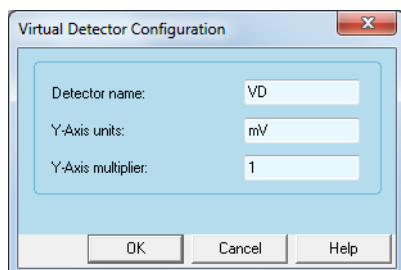 Virtual Detector Configuration
Detector name: VD
Y-Axis units: mV
Y-Axis multiplier: 1
OK Cancel Help